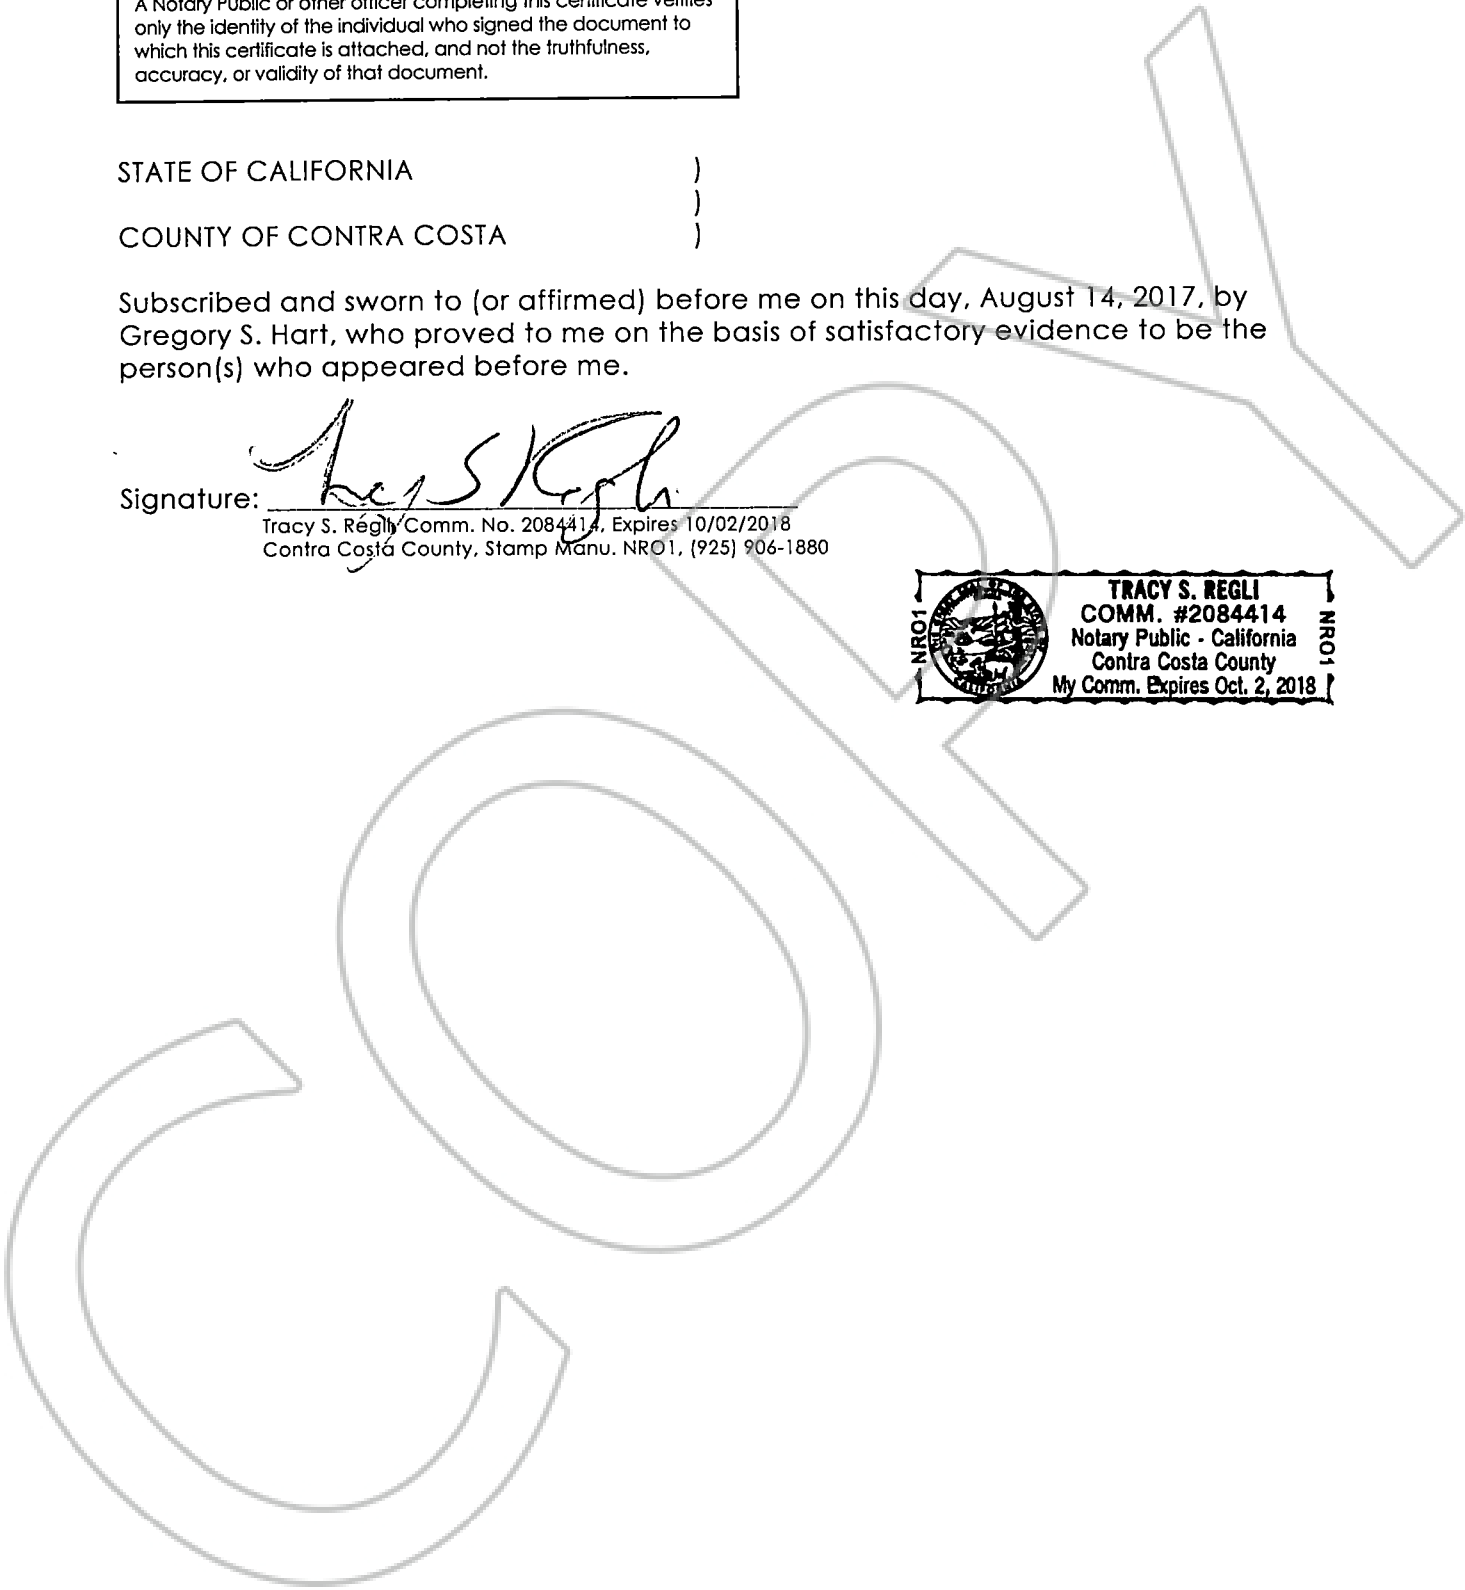 A Notary Public or other officer completing this certificate verifies
only the identity of the individual who signed the document to
which this certificate is attached, and not the truthfulness,
accuracy, or validity of that document.
STATE OF CALIFORNIA )
)
COUNTY OF CONTRA COSTA )
Subscribed and sworn to (or affirmed) before me on this day, August 14, 2017, by
Gregory S. Hart, who proved to me on the basis of satisfactory evidence to be the
person(s) who appeared before me.
Signature: Tracy S Regli
Tracy S. Regli, Comm. No. 2084414, Expires 10/02/2018
Contra Costa County, Stamp Manu. NRO1, (925) 906-1880
NRO1
TRACY S. REGLI
COMM. #2084414
Notary Public - California
Contra Costa County
My Comm. Expires Oct. 2, 2018
NRO1
CALIFORNIA
COPY